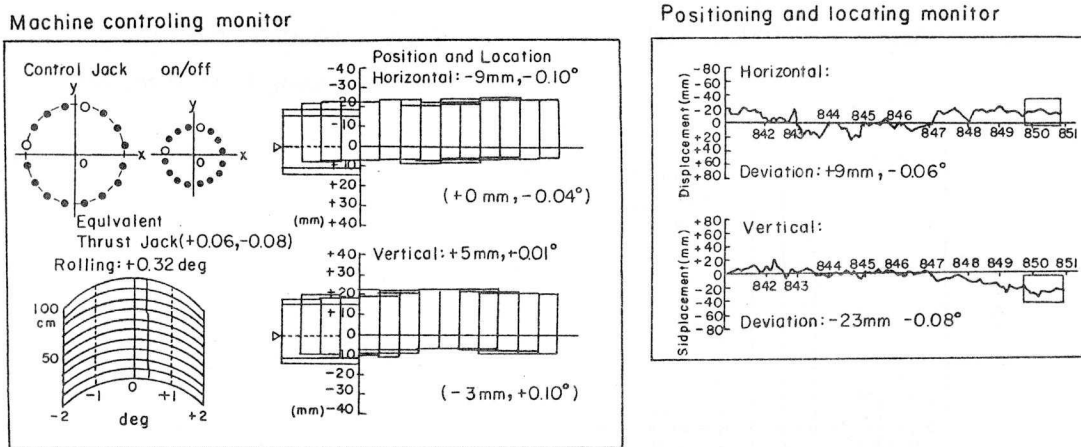 Machine controling monitor
Control Jack on/off
y y
x x
0 0
Equivalent
Thrust Jack(+0.06,-0.08)
Rolling:+0.32 deg
100
cm
50
-2 -1 0 +1 +2
deg
Position and Location
Horizontal:-9mm,-0.10°
-40
-30
-20
-10
0
+10
+20
+30
(mm)+40
(+0 mm,-0.04°)
Vertical:+5mm,+0.01°
+40
+30
+20
+10
0
-10
-20
-30
(mm)-40
(-3mm,+0.10°)
Positioning and locating monitor
Displacement(mm)
-80
-60
-40
-20
0
+20
+40
+60
+80
Horizontal:
842 843 844 845 846 847 848 849 850 851
Deviation:+9mm,-0.06°
Sidplacement(mm)
+80
+60
+40
+20
0
-20
-40
-60
-80
Vertical:
842 843 844 845 846 847 848 849 850 851
Deviation:-23mm -0.08°